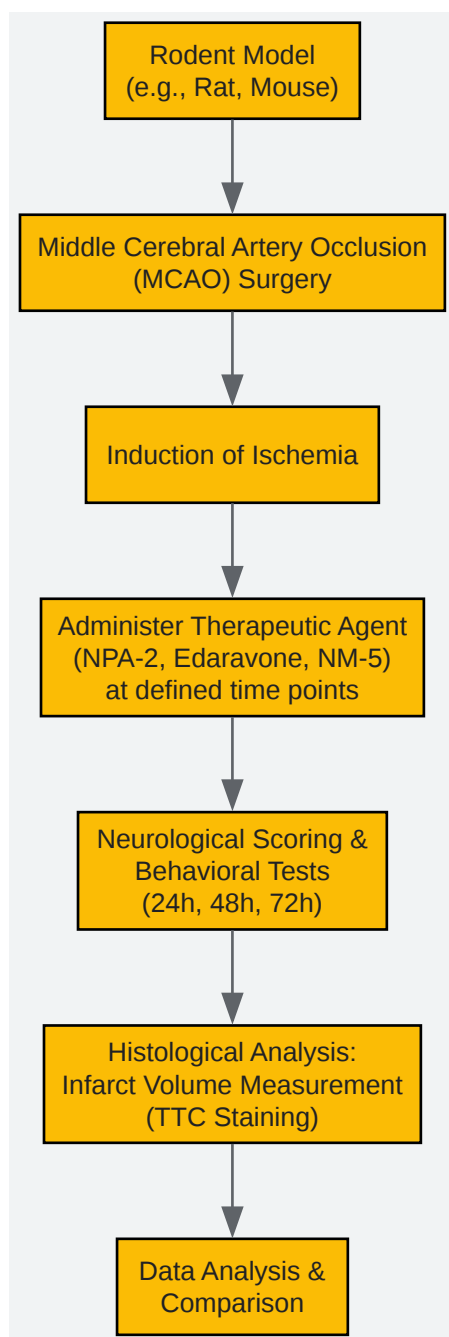 Rodent Model
(e.g., Rat, Mouse)
Middle Cerebral Artery Occlusion
(MCAO) Surgery
Induction of Ischemia
Administer Therapeutic Agent
(NPA-2, Edaravone, NM-5)
at defined time points
Neurological Scoring &
Behavioral Tests
(24h, 48h, 72h)
Histological Analysis:
Infarct Volume Measurement
(TTC Staining)
Data Analysis &
Comparison